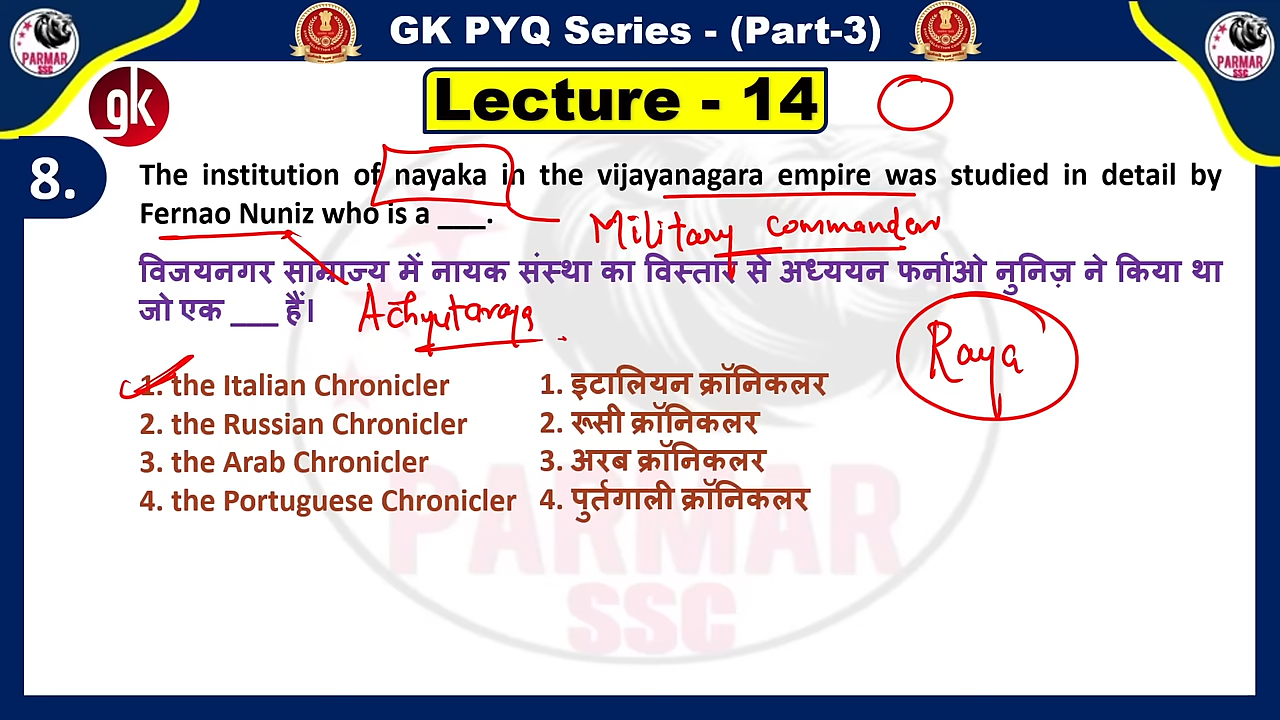 GK PYQ Series - (Part-3)
PARMAR
SSC
PARMAR
SSC
gk
Lecture - 14
8.
The institution of nayaka in the vijayanagara empire was studied in detail by
Fernao Nuniz who is a ___.
Military commander
विजयनगर साम्राज्य में नायक संस्था का विस्तार से अध्ययन फर्नाओ नुनिज़ ने किया था
जो एक ___ हैं।
Achyutaraya
Raya
1. the Italian Chronicler
1. इटालियन क्रॉनिकलर
2. the Russian Chronicler
2. रूसी क्रॉनिकलर
3. the Arab Chronicler
3. अरब क्रॉनिकलर
4. the Portuguese Chronicler
4. पुर्तगाली क्रॉनिकलर
PARMAR
SSC